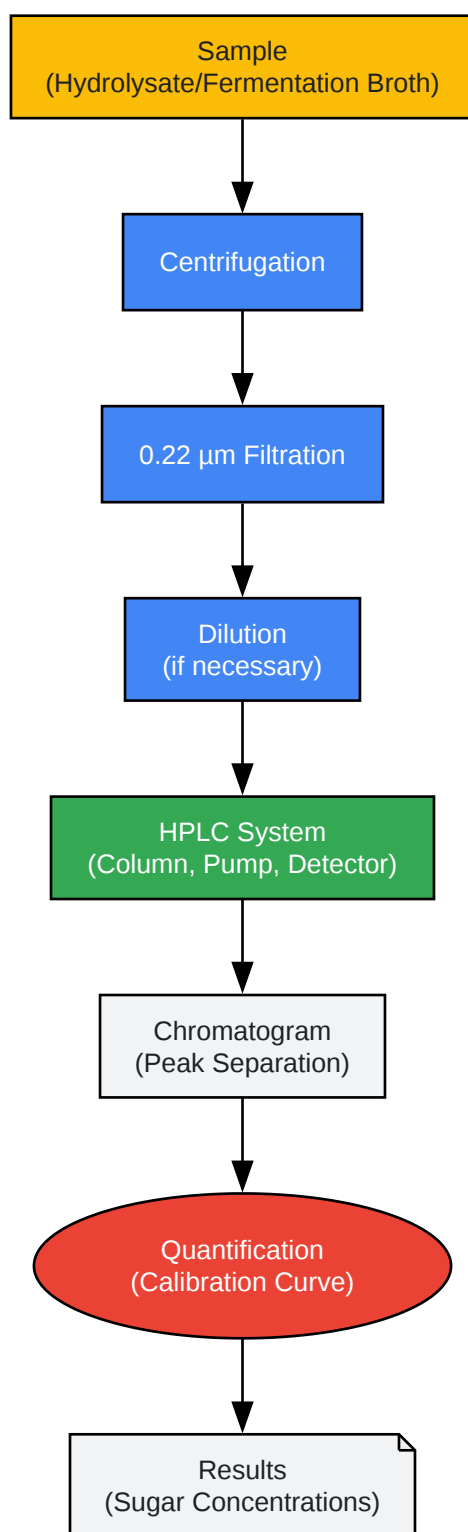 Sample
(Hydrolysate/Fermentation Broth)
Centrifugation
0.22 µm Filtration
Dilution
(if necessary)
HPLC System
(Column, Pump, Detector)
Chromatogram
(Peak Separation)
Quantification
(Calibration Curve)
Results
(Sugar Concentrations)